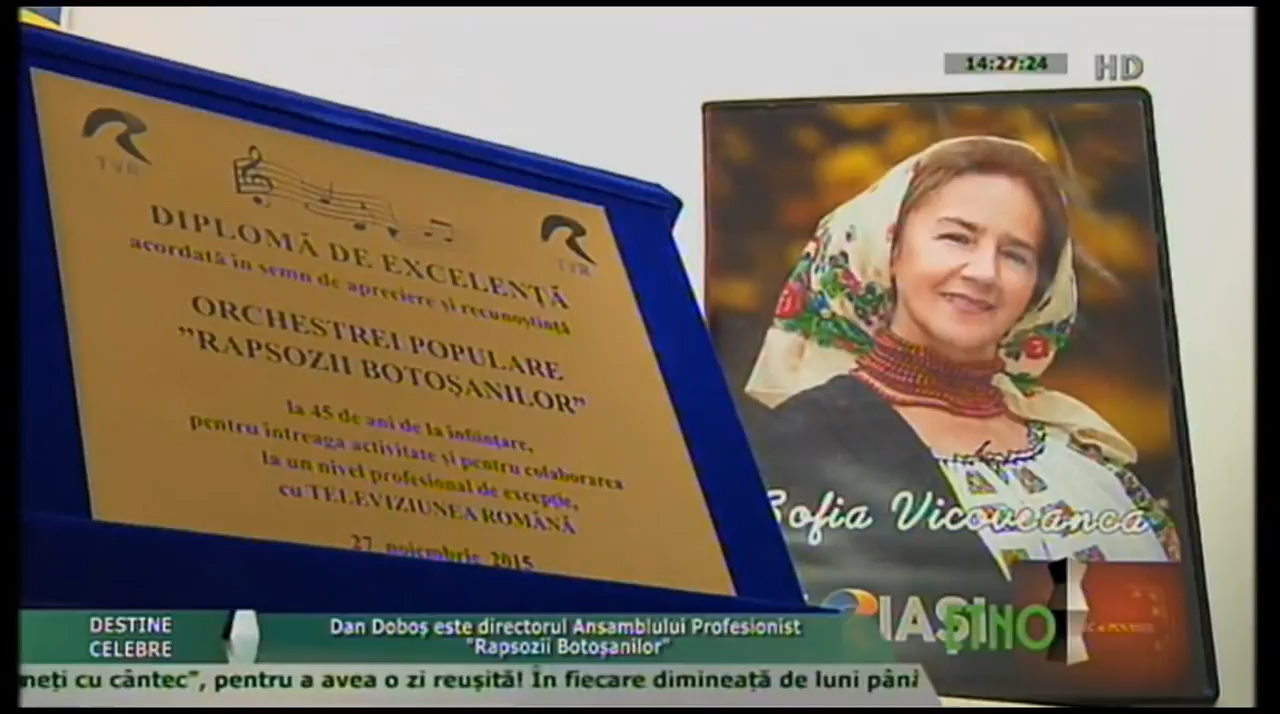 14:27:24 HD
TVR
DIPLOMĂ DE EXCELENȚĂ
acordată în semn de apreciere și recunoștință
TVR
ORCHESTREI POPULARE
"RAPSOZII BOTOȘANILOR"
la 45 de ani de la înființare,
pentru întreaga activitate și pentru colaborarea
la un nivel profesional de excepție,
cu TELEVIZIUNEA ROMÂNĂ
27 noiembrie 2015
Sofia Vicoveanca
IAȘI
ETNO
DESTINE
CELEBRE
Dan Doboș este directorul Ansamblului Profesionist
"Rapsozii Botoșanilor"
neți cu cântec", pentru a avea o zi reușită! În fiecare dimineață de luni până